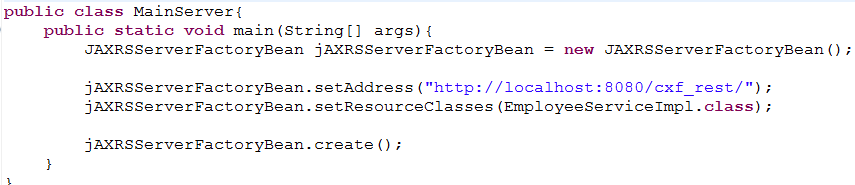 public class MainServer{
public static void main(String[] args){
JAXRSServerFactoryBean jAXRSServerFactoryBean = new JAXRSServerFactoryBean();
jAXRSServerFactoryBean.setAddress("http://localhost:8080/cxf_rest/");
jAXRSServerFactoryBean.setResourceClasses(EmployeeServiceImpl.class);
jAXRSServerFactoryBean.create();
}
}